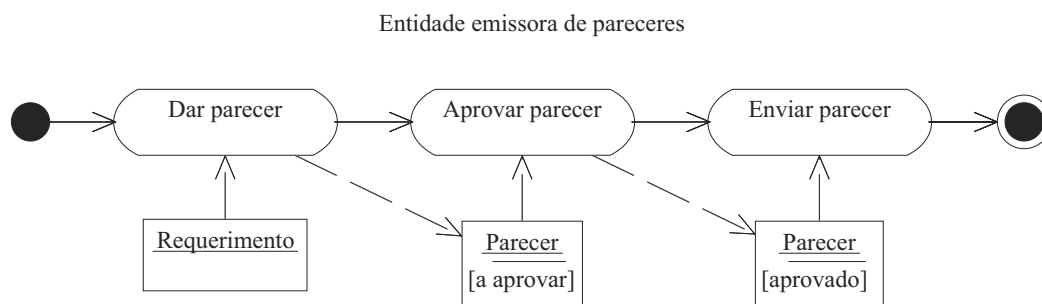 Entidade emissora de pareceres
Dar parecer
Aprovar parecer
Enviar parecer
Requerimento
Parecer
[a aprovar]
Parecer
[aprovado]